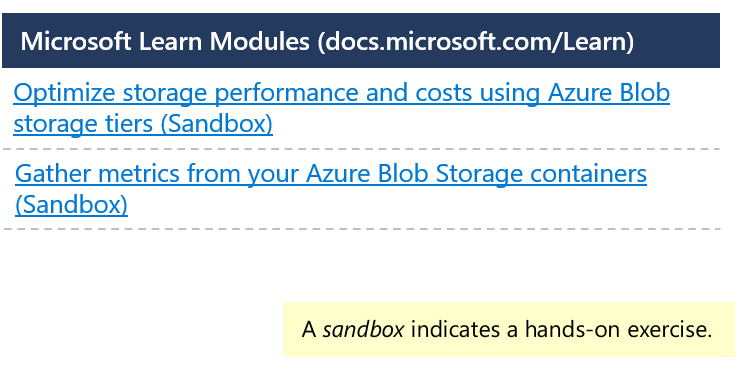 Microsoft Learn Modules (docs.microsoft.com/Learn)
Optimize storage performance and costs using Azure Blob
storage tiers (Sandbox)
Gather metrics from your Azure Blob Storage containers
(Sandbox)
A sandbox indicates a hands-on exercise.